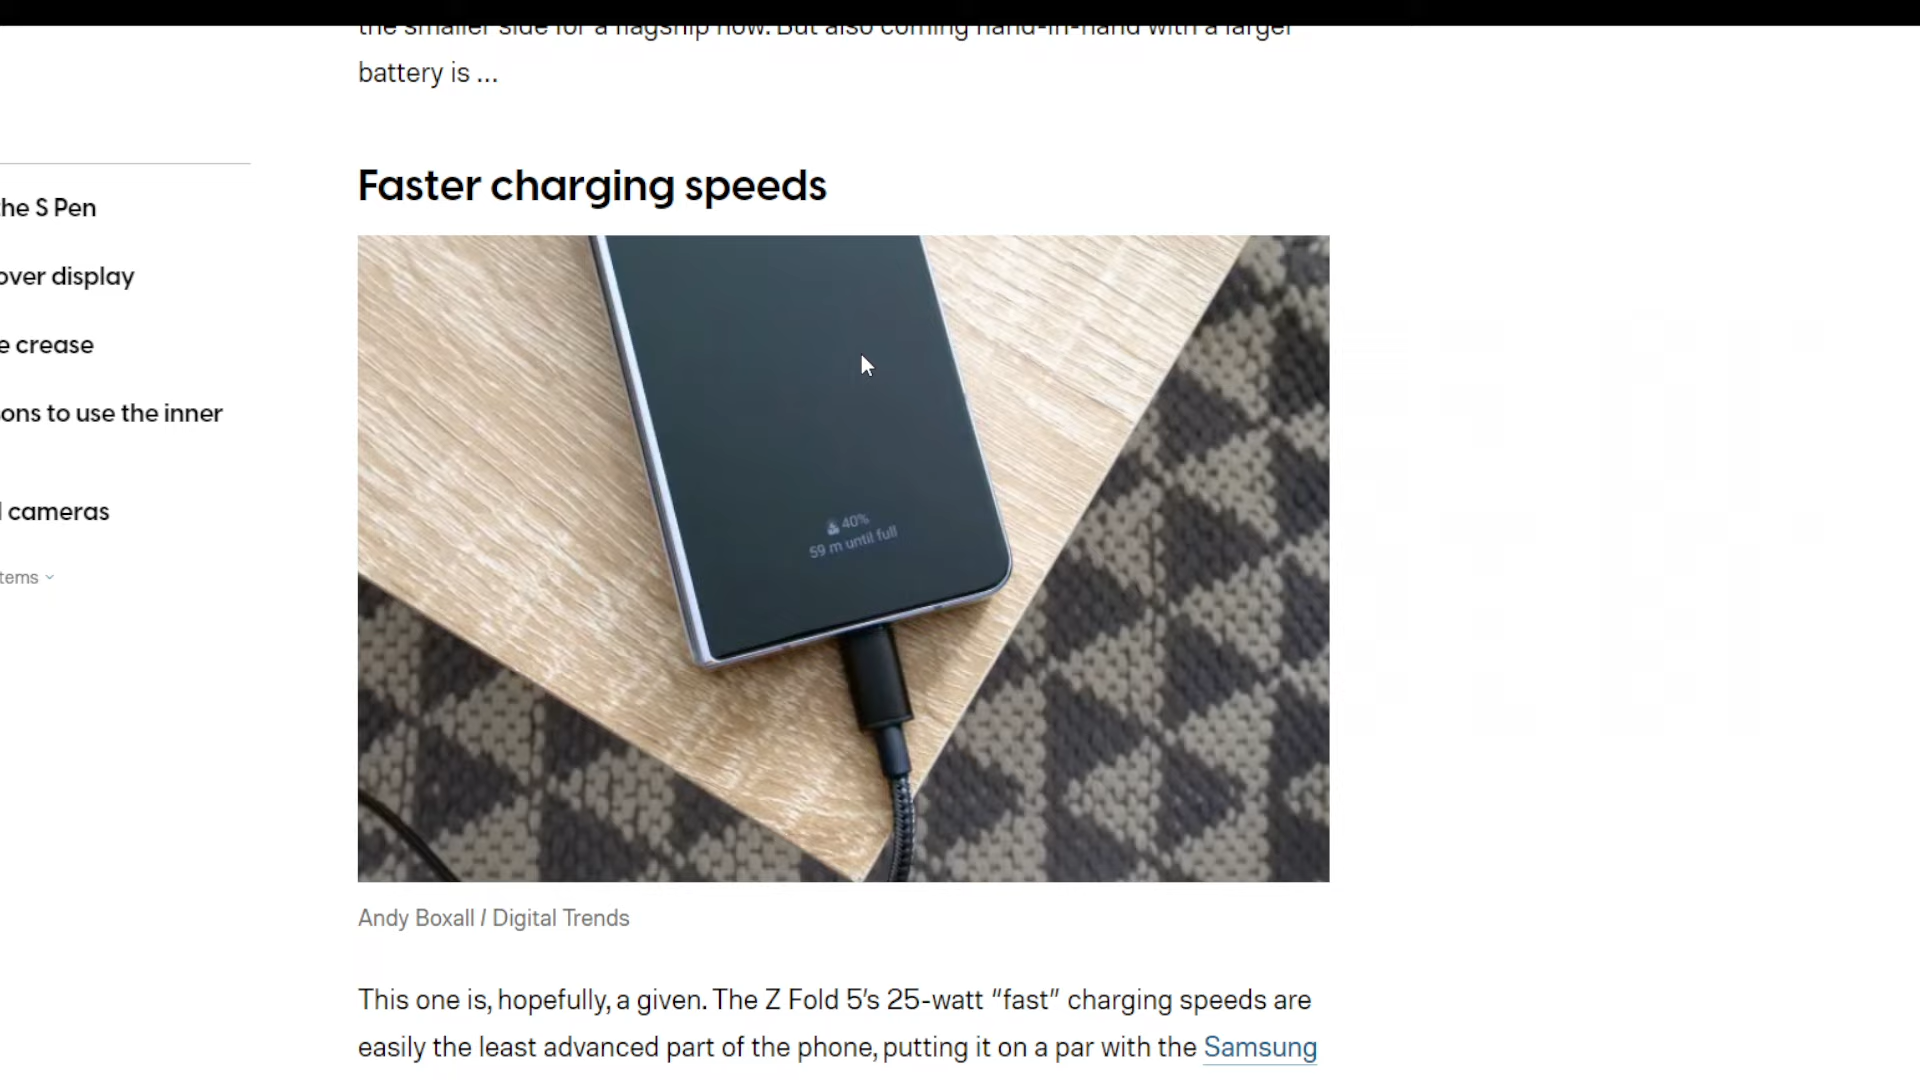 the smaller side for a flagship now. But also coming hand-in-hand with a larger
battery is ...
he S Pen
over display
e crease
ons to use the inner
cameras
tems
Faster charging speeds
40%
59 m until full
Andy Boxall / Digital Trends
This one is, hopefully, a given. The Z Fold 5's 25-watt “fast” charging speeds are
easily the least advanced part of the phone, putting it on a par with the Samsung